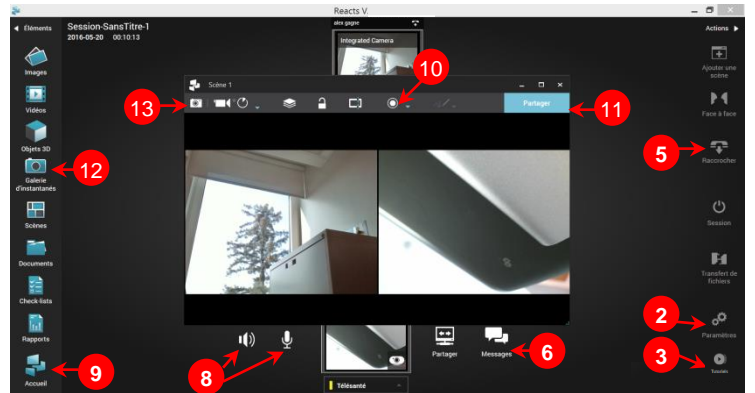 Reacts V.
Éléments
Session-SansTitre-1
2016-05-20 00:10:13
alex gagne
Actions
Integrated Camera
Images
Vidéos
Objets 3D
Galerie
d'instantanés
Scènes
Documents
Check-lists
Rapports
Accueil
Scène 1
Partager
10
13
11
12
5
9
8
6
2
3
Ajouter une
scène
Face à face
Raccrocher
Session
Transfert de
fichiers
Paramètres
Tutoriels
Partager
Messages
Télésanté